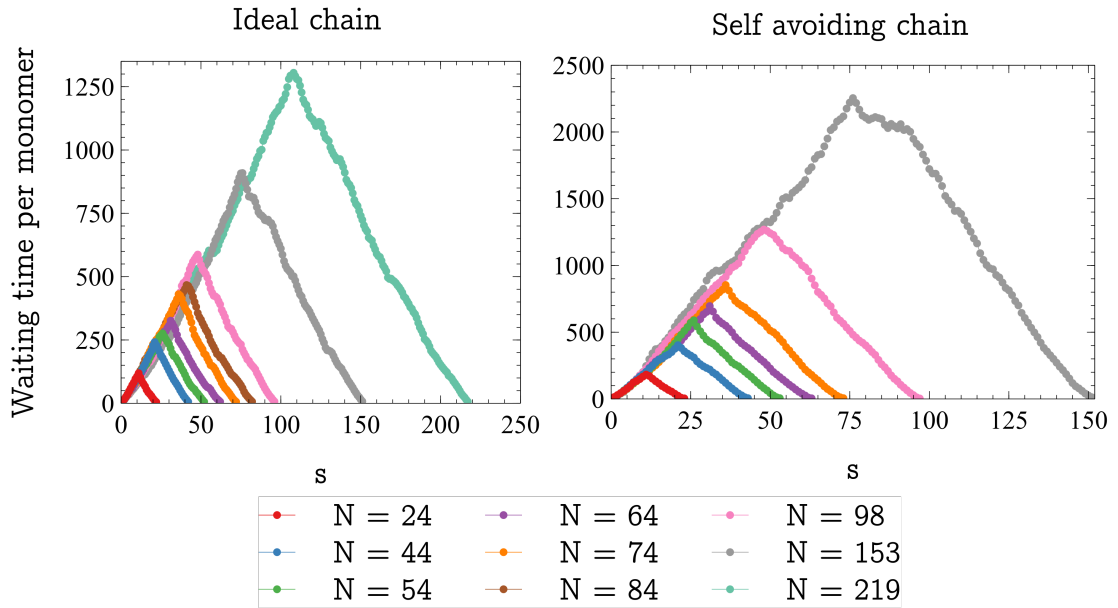 Ideal chain
Self avoiding chain
Waiting time per monomer
1250
1000
750
500
250
0
0 50 100 150 200 250
s
2500
2000
1500
1000
500
0
0 25 50 75 100 125 150
s
N = 24 N = 64 N = 98
N = 44 N = 74 N = 153
N = 54 N = 84 N = 219